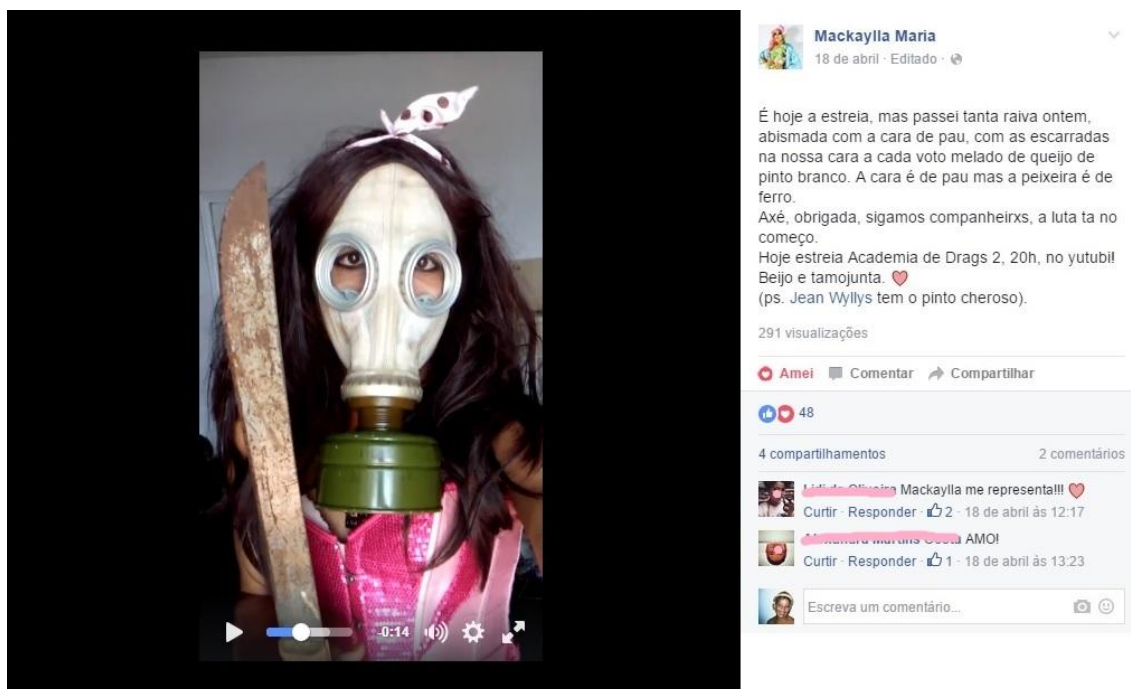 Mackaylla Maria
18 de abril · Editado ·
É hoje a estreia, mas passei tanta raiva ontem,
abismada com a cara de pau, com as escarradas
na nossa cara a cada voto melado de queijo de
pinto branco. A cara é de pau mas a peixeira é de
ferro.
Axé, obrigada, sigamos companheirxs, a luta ta no
começo.
Hoje estreia Academia de Drags 2, 20h, no yutubi!
Beijo e tamojunta.
(ps. Jean Wyllys tem o pinto cheroso).
291 visualizações
Amei Comentar Compartilhar
48
4 compartilhamentos 2 comentários
Mackaylla me representa!!!
Curtir · Responder · 2 · 18 de abril às 12:17
AMO!
Curtir · Responder · 1 · 18 de abril às 13:23
Escreva um comentário...
-0:14